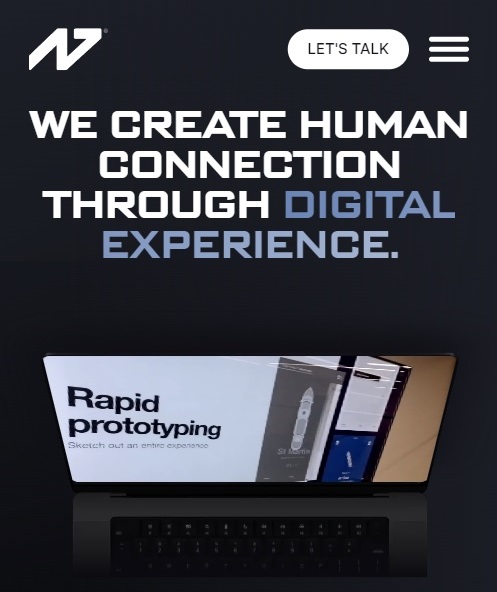 LET'S TALK
WE CREATE HUMAN
CONNECTION
THROUGH DIGITAL
EXPERIENCE.
Rapid
prototyping
Sketch out an entire experience